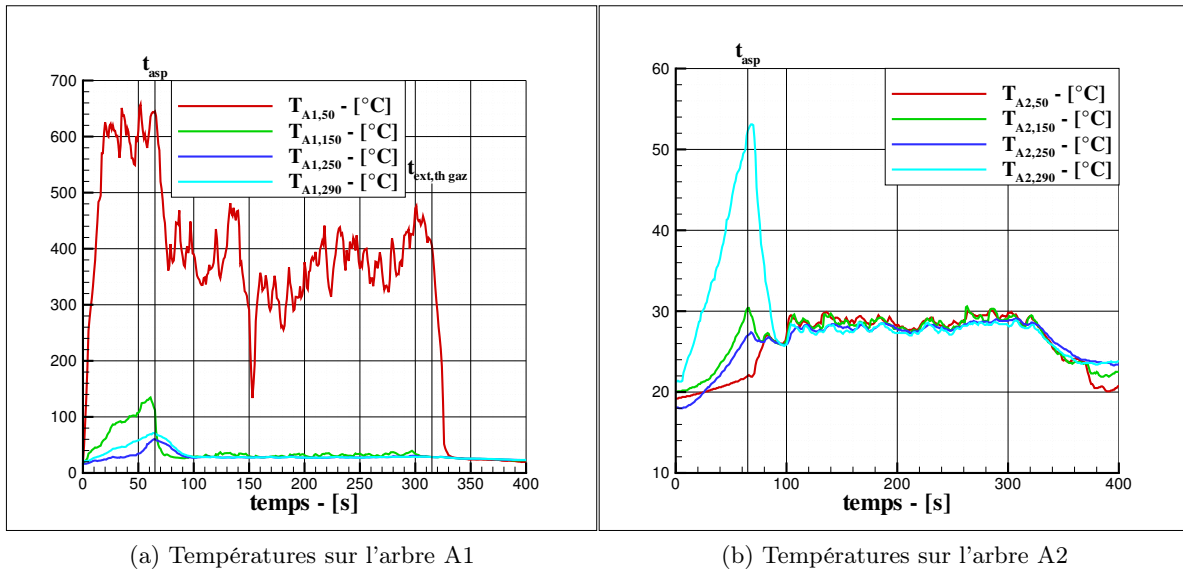 t_asp
700
600
500
400
300
200
100
0
T_A1,50 - [°C]
T_A1,150 - [°C]
T_A1,250 - [°C]
T_A1,290 - [°C]
t_ext,th gaz
0 50 100 150 200 250 300 350 400
temps - [s]
(a) Températures sur l'arbre A1
t_asp
60
50
40
30
20
10
T_A2,50 - [°C]
T_A2,150 - [°C]
T_A2,250 - [°C]
T_A2,290 - [°C]
0 100 200 300 400
temps - [s]
(b) Températures sur l'arbre A2